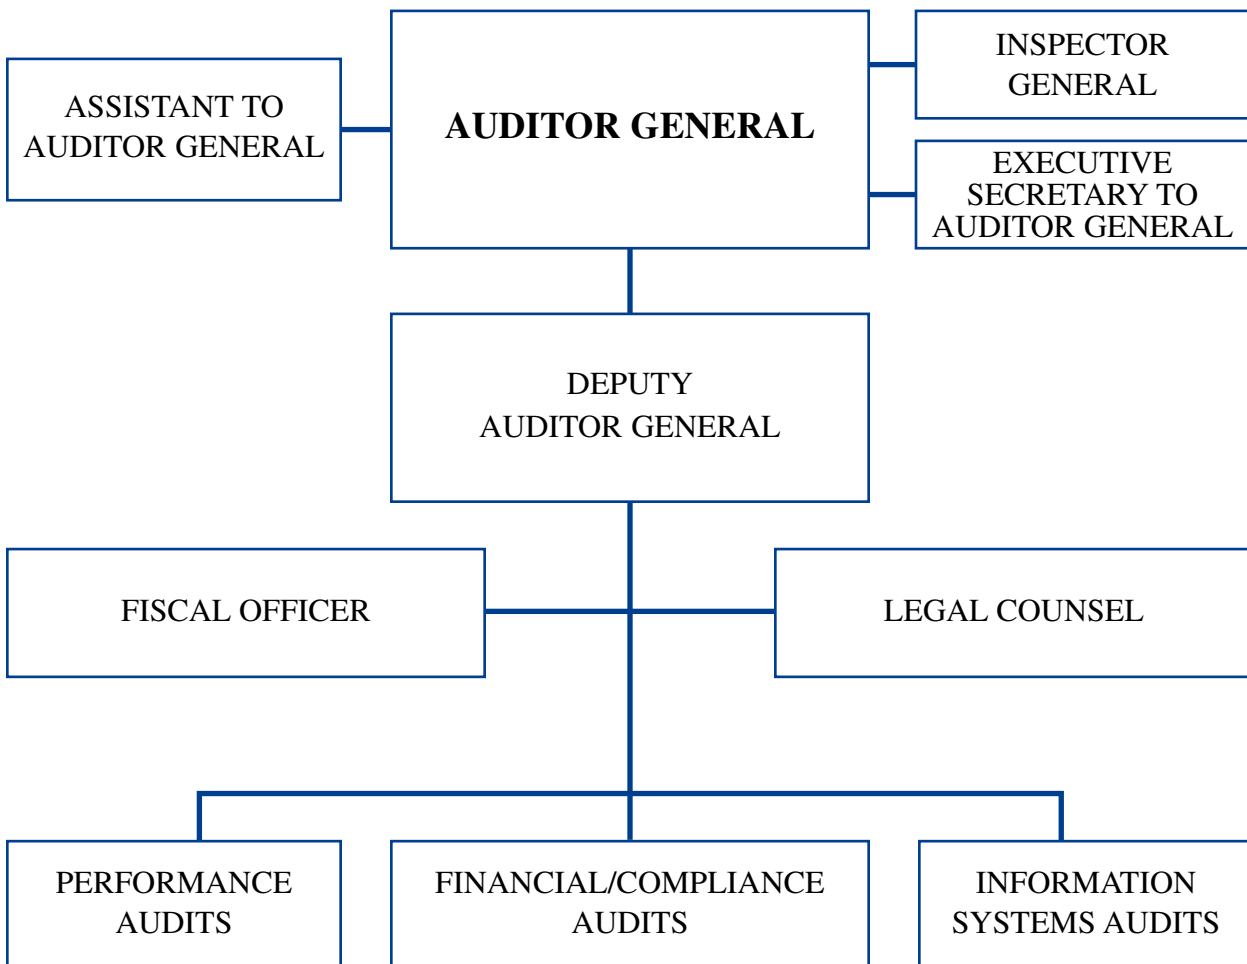 ASSISTANT TO
AUDITOR GENERAL
AUDITOR GENERAL
INSPECTOR
GENERAL
EXECUTIVE
SECRETARY TO
AUDITOR GENERAL
DEPUTY
AUDITOR GENERAL
FISCAL OFFICER
LEGAL COUNSEL
PERFORMANCE
AUDITS
FINANCIAL/COMPLIANCE
AUDITS
INFORMATION
SYSTEMS AUDITS